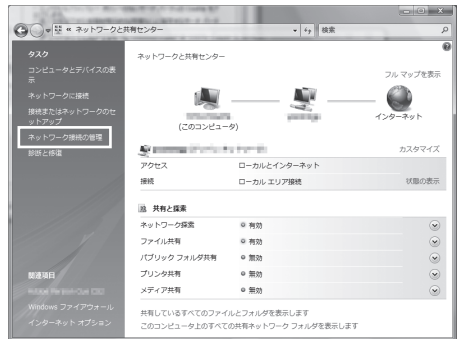 « ネットワークと共有センター
検索
タスク
コンピュータとデバイスの表
示
ネットワークに接続
接続またはネットワークのセ
ットアップ
ネットワーク接続の管理
診断と修復
関連項目
Windows ファイアウォール
インターネット オプション
ネットワークと共有センター
フル マップを表示
(このコンピュータ)
インターネット
カスタマイズ
アクセス ローカルとインターネット
接続 ローカル エリア接続 状態の表示
共有と探索
ネットワーク探索 有効
ファイル共有 有効
パブリック フォルダ共有 無効
プリンタ共有 無効
メディア共有 無効
共有しているすべてのファイルとフォルダを表示します
このコンピュータ上のすべての共有ネットワーク フォルダを表示します